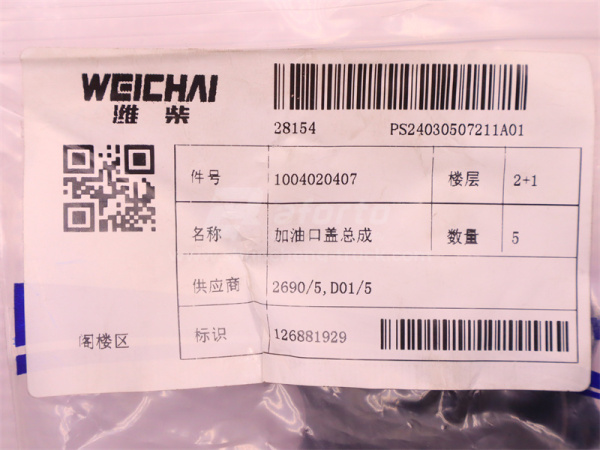 WEICHAI
潍 柴
28154 PS24030507211A01
件号 1004020407 楼层 2+1
名称 加油口盖总成 数量 5
供应商 2690/5,D01/5
标识 126881929
阁楼区